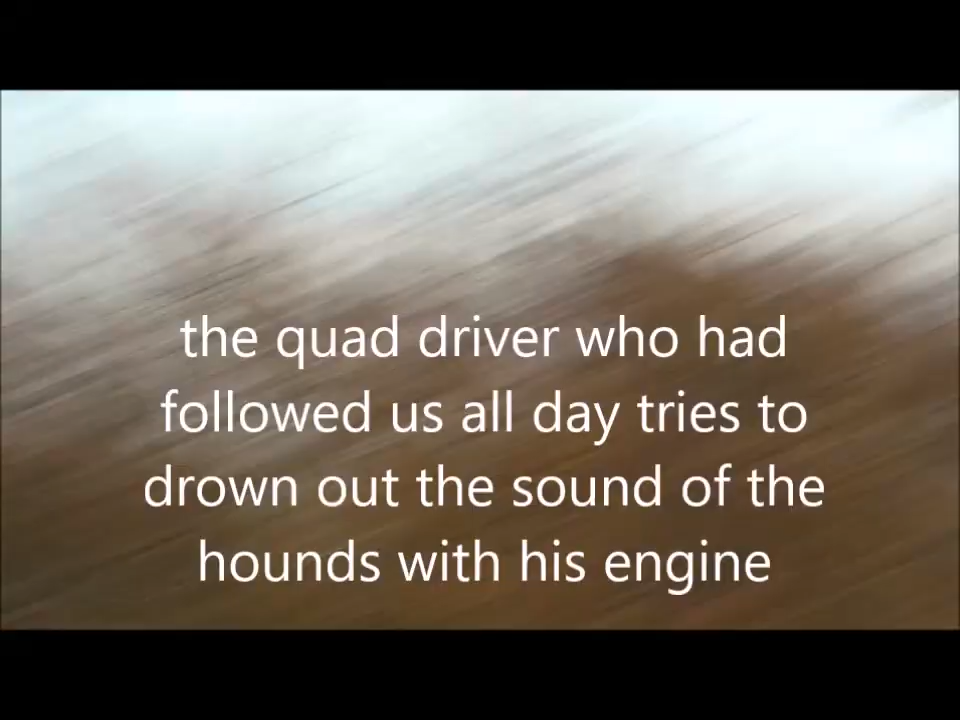 the quad driver who had
followed us all day tries to
drown out the sound of the
hounds with his engine